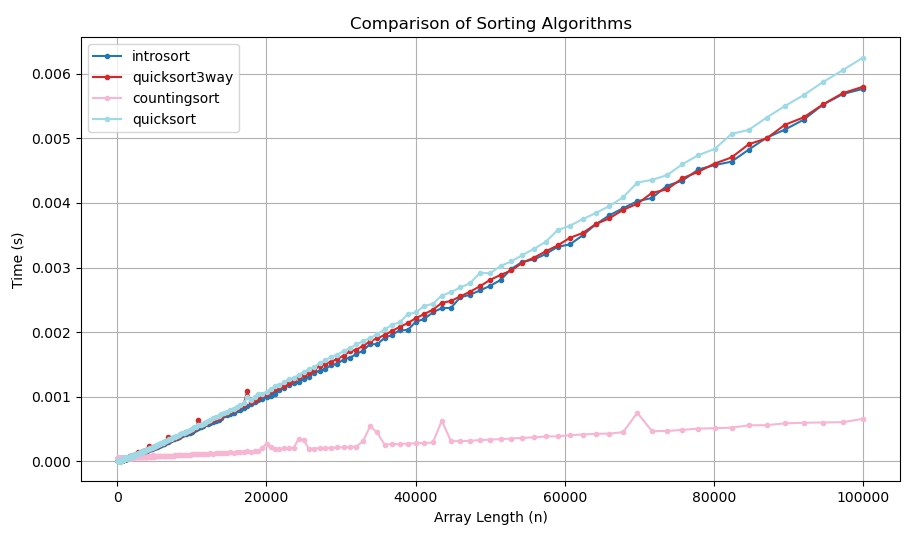 Comparison of Sorting Algorithms
introsort
quicksort3way
countingsort
quicksort
0.006
0.005
0.004
0.003
0.002
0.001
0.000
Time (s)
0 20000 40000 60000 80000 100000
Array Length (n)